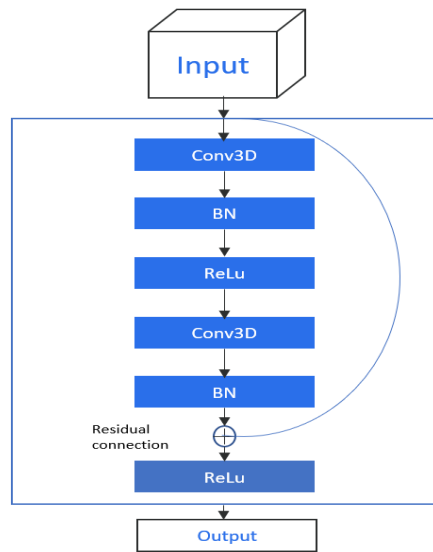 Input
Conv3D
BN
ReLu
Conv3D
BN
Residual
connection
ReLu
Output